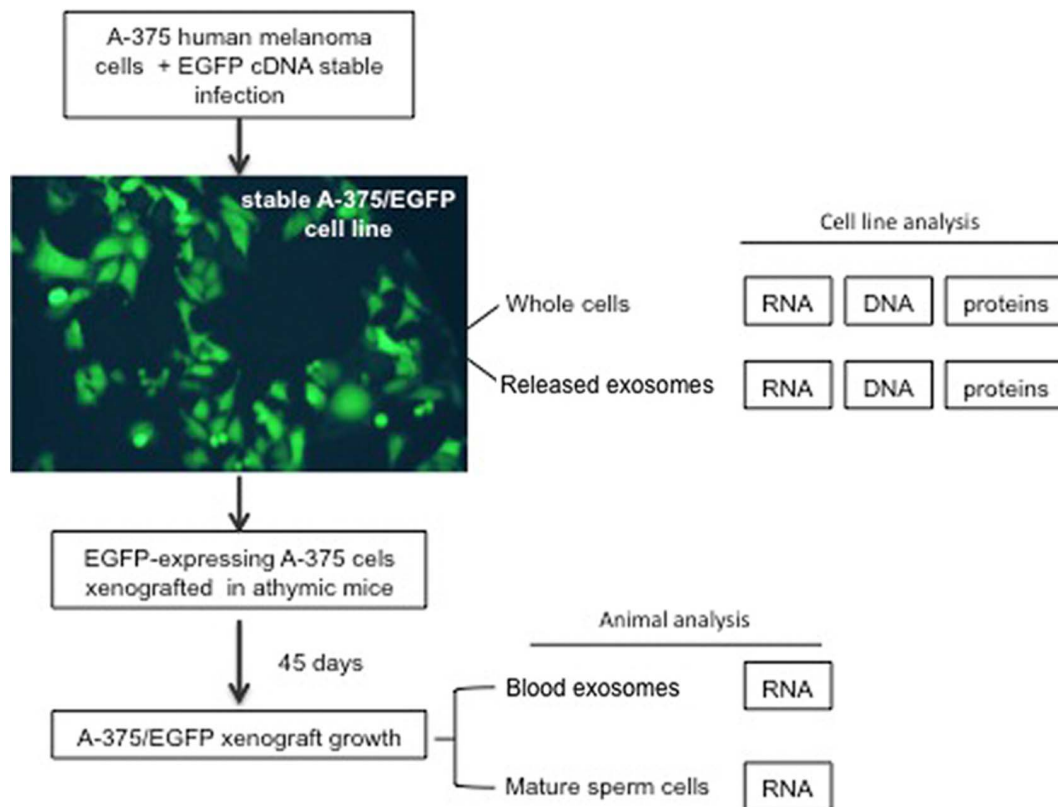 A-375 human melanoma
cells + EGFP cDNA stable
infection
stable A-375/EGFP
cell line
Cell line analysis
Whole cells
RNA DNA proteins
Released exosomes
RNA DNA proteins
EGFP-expressing A-375 cells
xenografted in athymic mice
45 days
Animal analysis
Blood exosomes
RNA
A-375/EGFP xenograft growth
Mature sperm cells
RNA